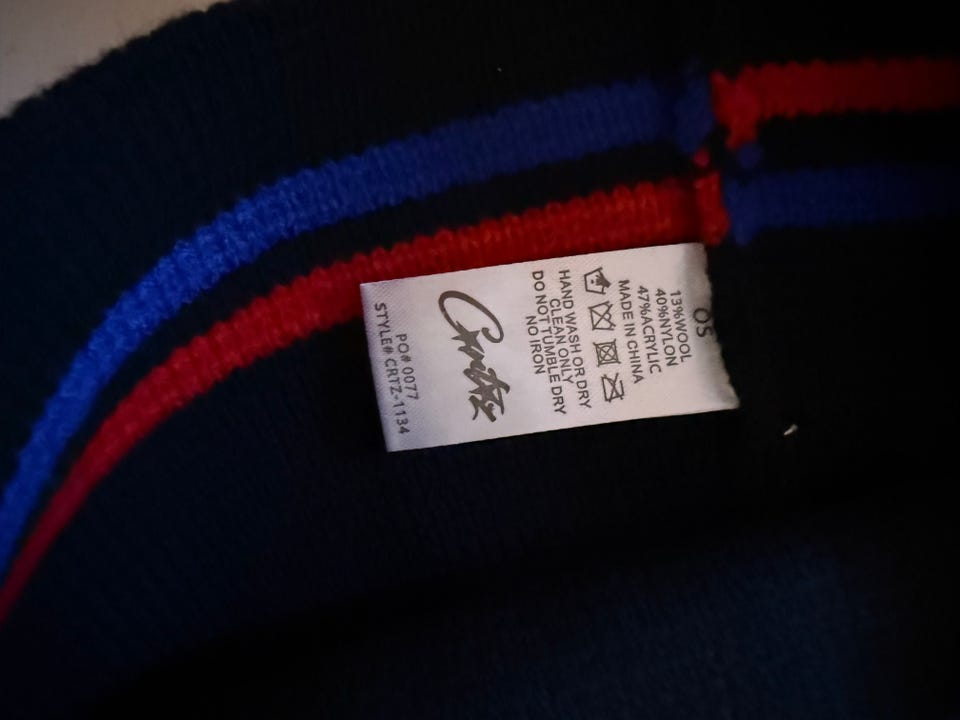 OS
13%WOOL
40%NYLON
47%ACRYLIC
MADE IN CHINA
HAND WASH OR DRY
CLEAN ONLY
DO NOT TUMBLE DRY
NO IRON
Corteiz
PO# 0077
STYLE# CRTZ-1134